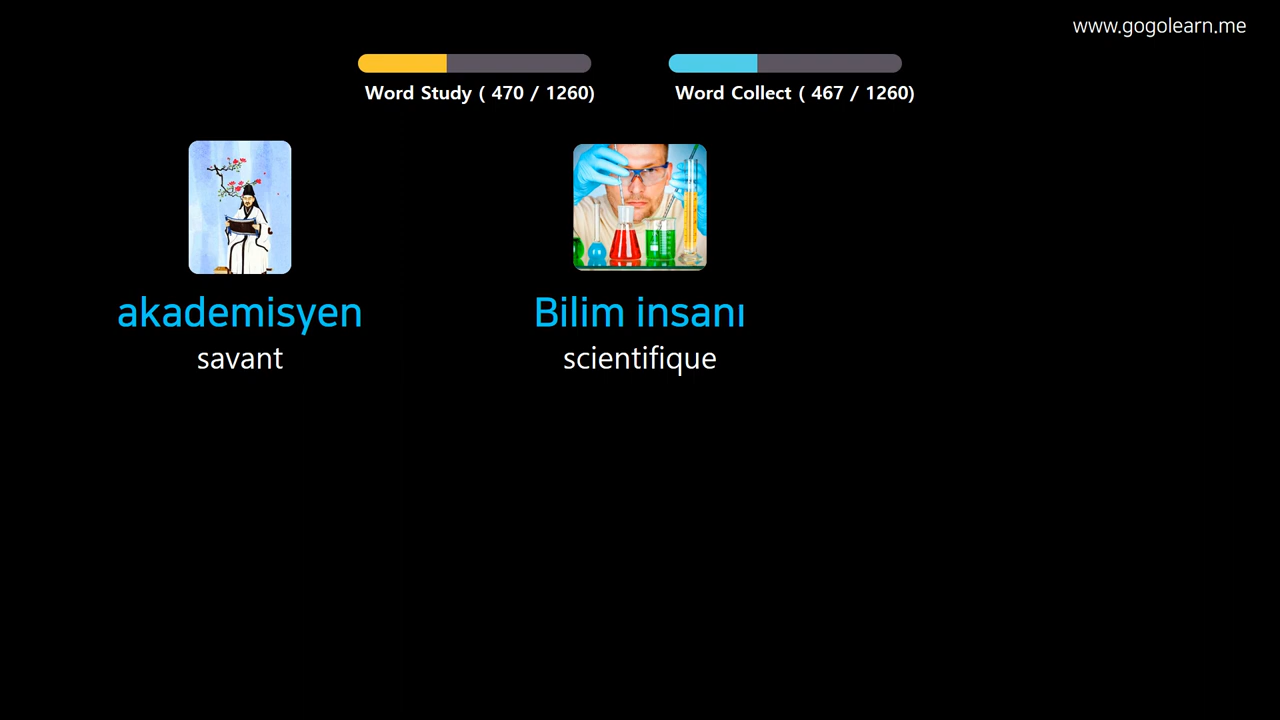 www.gogolearn.me
Word Study ( 470 / 1260)
Word Collect ( 467 / 1260)
akademisyen
savant
Bilim insanı
scientifique